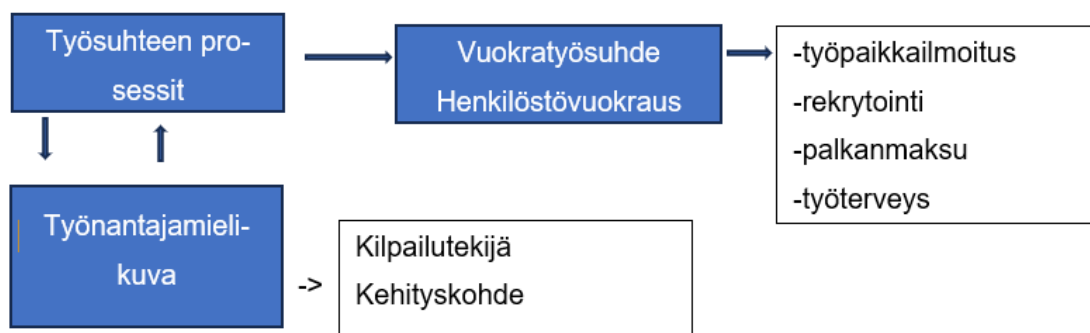 Työsuhteen pro-
sessit
Vuokratyösuhde
Henkilöstövuokraus
-työpaikkailmoitus
-rekrytointi
-palkanmaksu
-työterveys
Työnantajamieli-
kuva
->
Kilpailutekijä
Kehityskohde